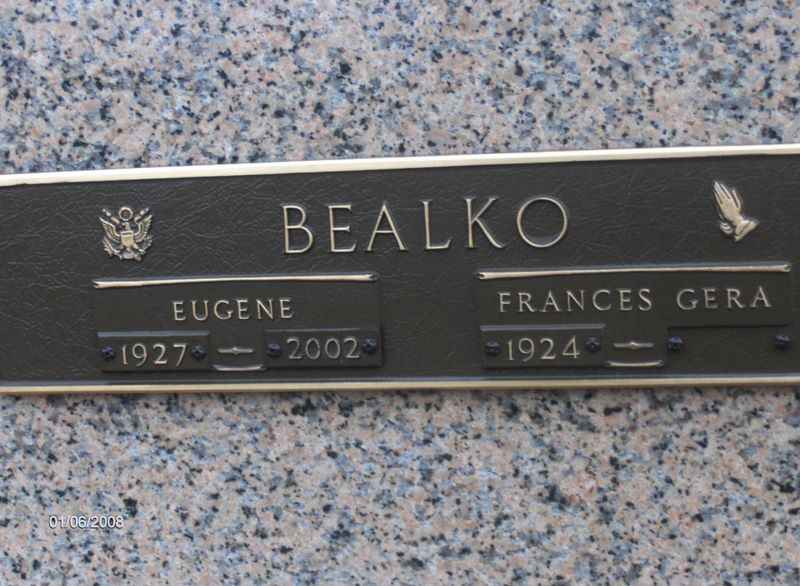 BEALKO
EUGENE
1927 2002
FRANCES GERA
1924
01/06/2008